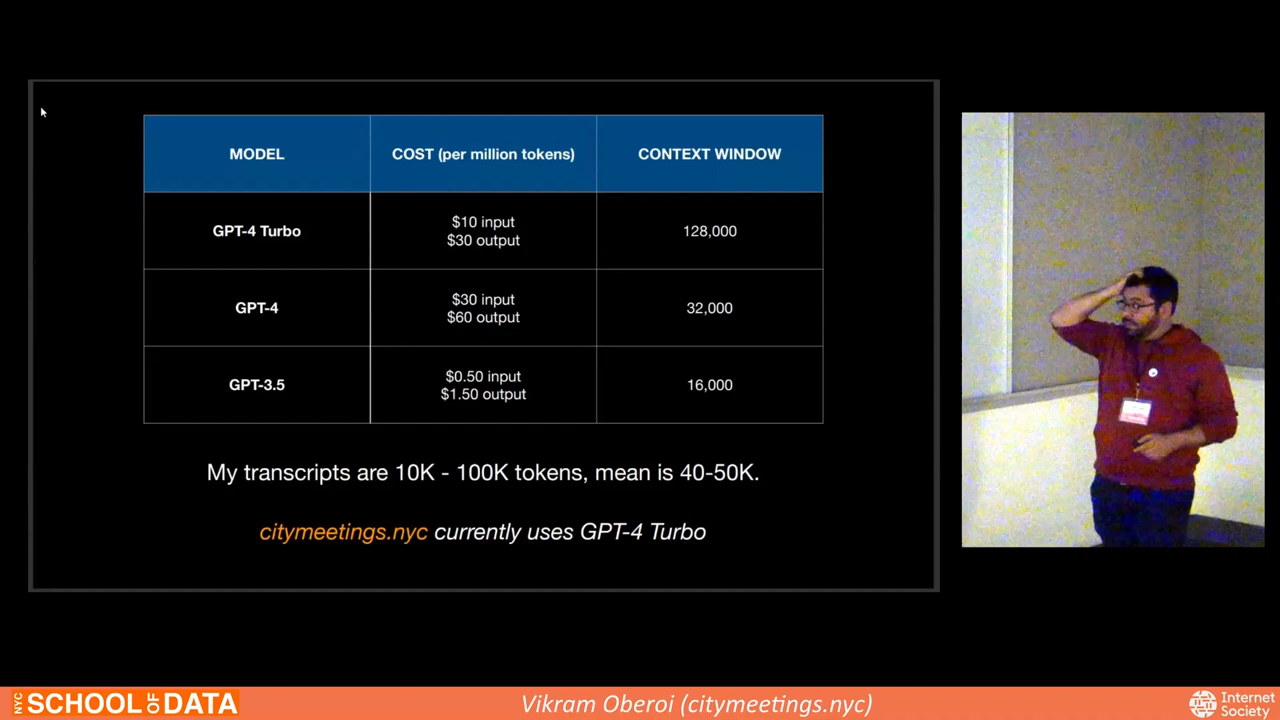 MODEL
COST (per million tokens)
CONTEXT WINDOW
GPT-4 Turbo
$10 input
$30 output
128,000
GPT-4
$30 input
$60 output
32,000
GPT-3.5
$0.50 input
$1.50 output
16,000
My transcripts are 10K - 100K tokens, mean is 40-50K.
citymeetings.nyc currently uses GPT-4 Turbo
NYC SCHOOL OF DATA
Vikram Oberoi (citymeetings.nyc)
Internet
Society